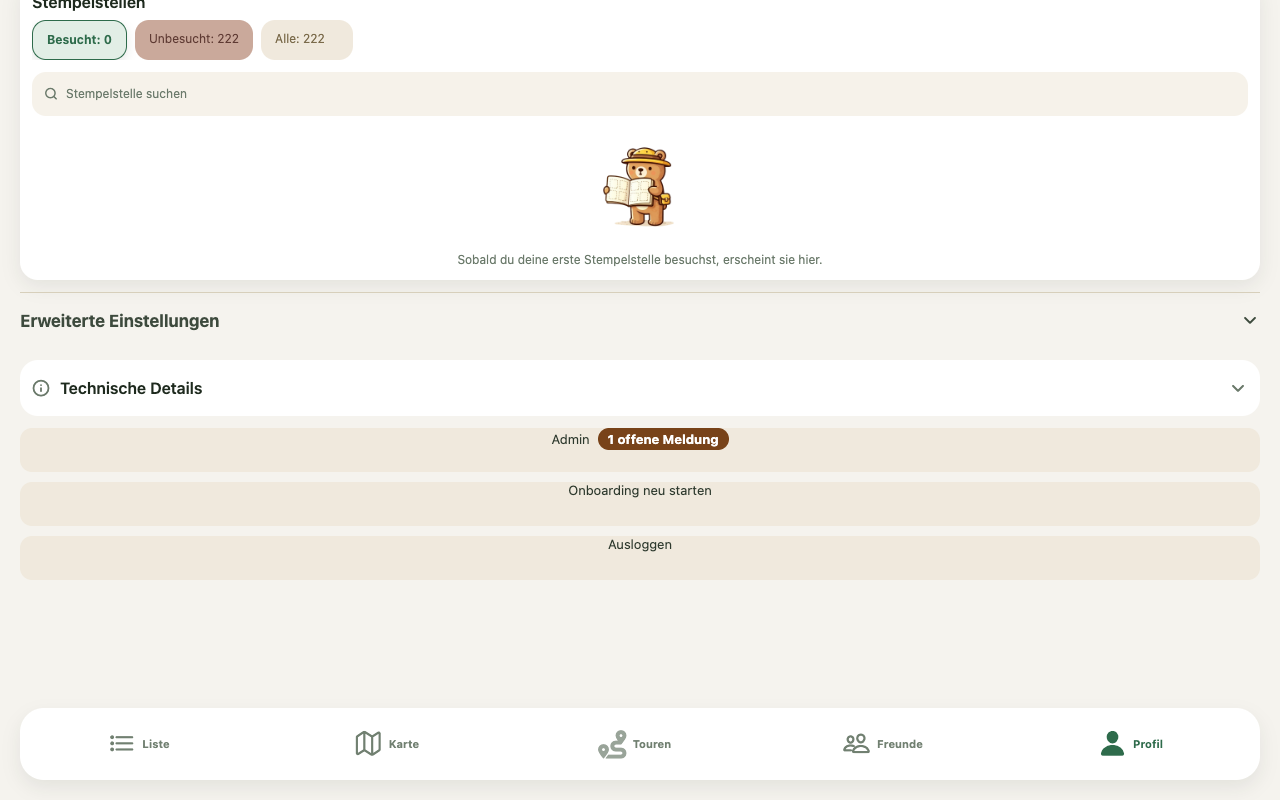 Stempelstellen
Besucht: 0
Unbesucht: 222
Alle: 222
Stempelstelle suchen
Sobald du deine erste Stempelstelle besuchst, erscheint sie hier.
Erweiterte Einstellungen
Technische Details
Admin 1 offene Meldung
Onboarding neu starten
Ausloggen
Liste
Karte
Touren
Freunde
Profil